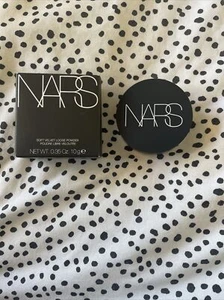 NARS
SOFT VELVET LOOSE POWDER
POUDRE LIBRE VELOURS
NET WT. 0.35 Oz. 10 g ℮
NARS